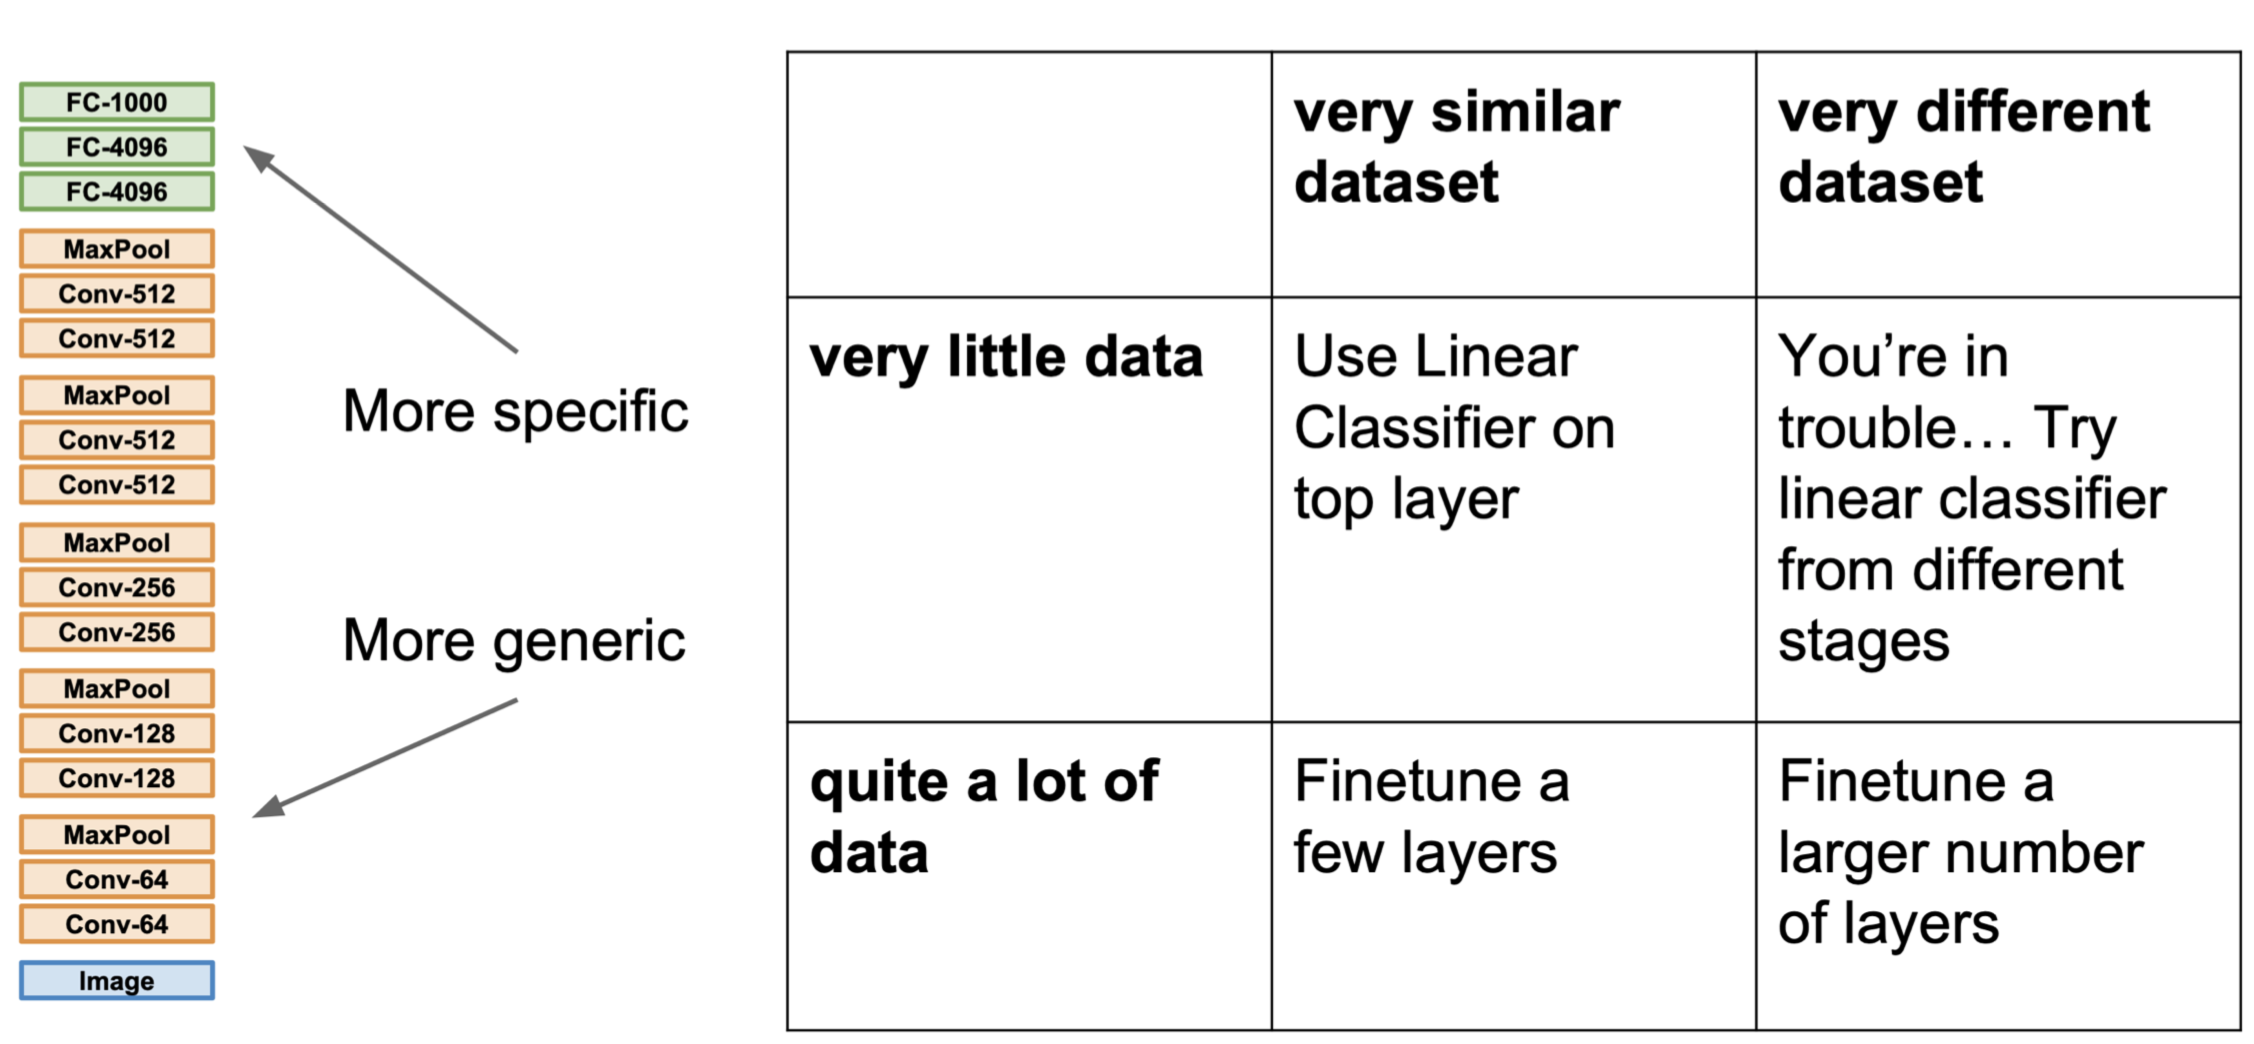 FC-1000
FC-4096
FC-4096
MaxPool
Conv-512
Conv-512
MaxPool
Conv-512
Conv-512
MaxPool
Conv-256
Conv-256
MaxPool
Conv-128
Conv-128
MaxPool
Conv-64
Conv-64
Image
More specific
More generic
very similar
dataset
very different
dataset
very little data
Use Linear
Classifier on
top layer
You’re in
trouble… Try
linear classifier
from different
stages
quite a lot of
data
Finetune a
few layers
Finetune a
larger number
of layers